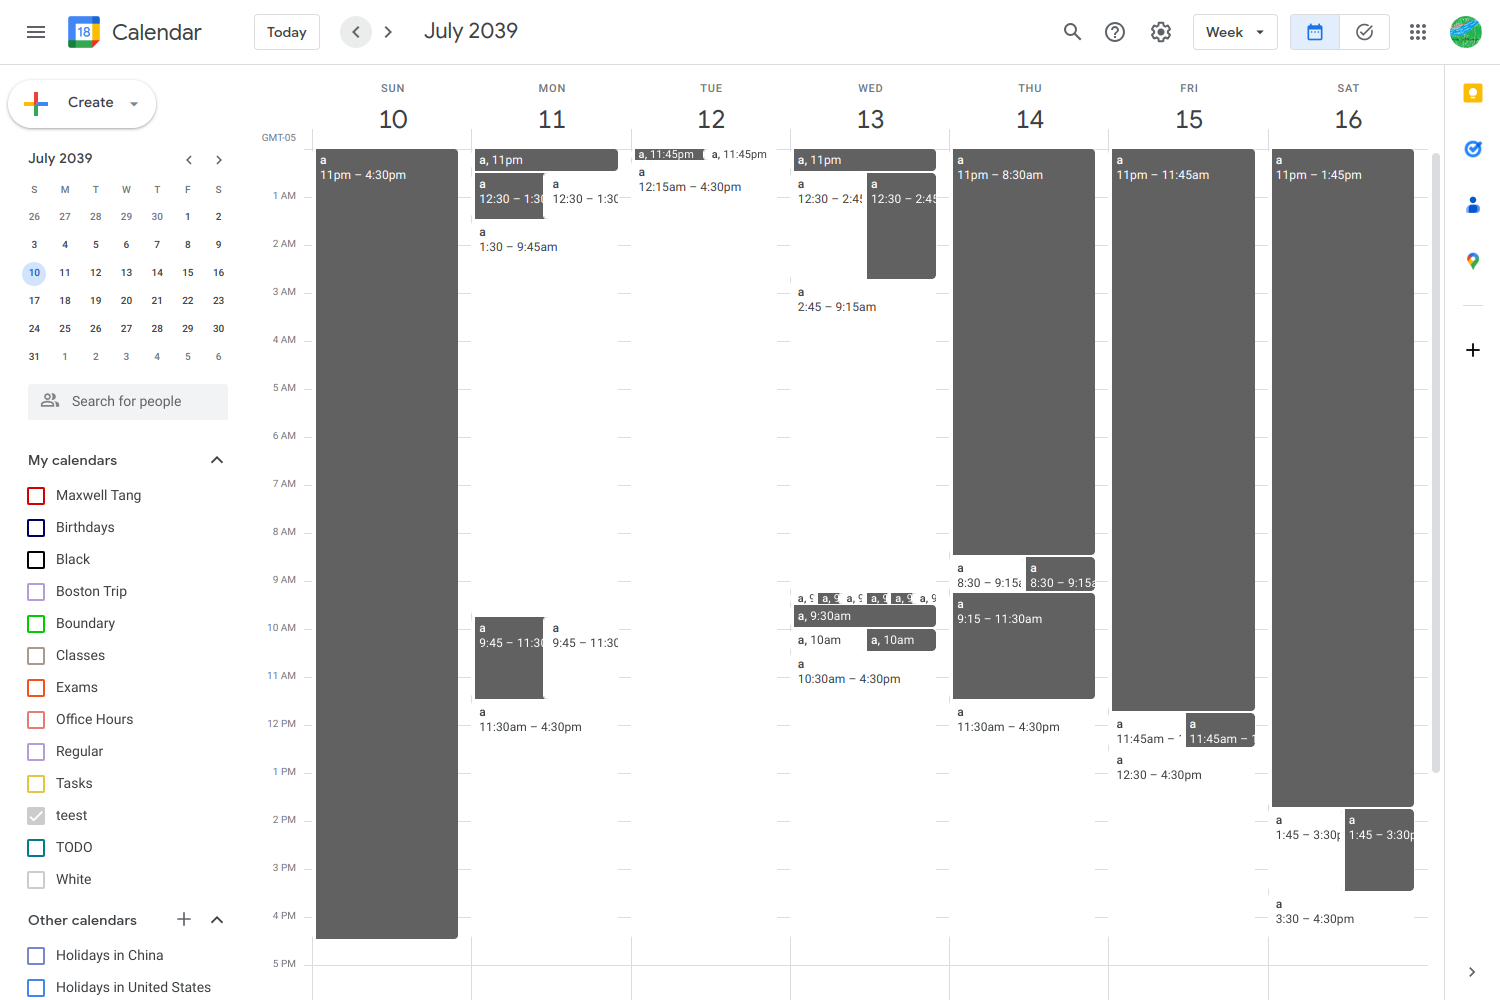 18 Calendar Today July 2039 Week
Create
July 2039
S M T W T F S
26 27 28 29 30 1 2
3 4 5 6 7 8 9
10 11 12 13 14 15 16
17 18 19 20 21 22 23
24 25 26 27 28 29 30
31 1 2 3 4 5 6
Search for people
My calendars
Maxwell Tang
Birthdays
Black
Boston Trip
Boundary
Classes
Exams
Office Hours
Regular
Tasks
teest
TODO
White
Other calendars
Holidays in China
Holidays in United States
SUN MON TUE WED THU FRI SAT
10 11 12 13 14 15 16
GMT-05
1 AM
2 AM
3 AM
4 AM
5 AM
6 AM
7 AM
8 AM
9 AM
10 AM
11 AM
12 PM
1 PM
2 PM
3 PM
4 PM
5 PM
a
11pm – 4:30pm
a, 11pm
a
12:30 – 1:30
a
12:30 – 1:30
a
1:30 – 9:45am
a
9:45 – 11:30
a
9:45 – 11:30
a
11:30am – 4:30pm
a, 11:45pm
a, 11:45pm
a
12:15am – 4:30pm
a, 11pm
a
12:30 – 2:45
a
12:30 – 2:45
a
2:45 – 9:15am
a, 9
a, 9
a, 9
a, 9
a, 9
a, 9
a, 9:30am
a, 10am
a, 10am
a
10:30am – 4:30pm
a
11pm – 8:30am
a
8:30 – 9:15a
a
8:30 – 9:15a
a
9:15 – 11:30am
a
11:30am – 4:30pm
a
11pm – 11:45am
a
11:45am –
a
11:45am – 1
a
12:30 – 4:30pm
a
11pm – 1:45pm
a
1:45 – 3:30p
a
1:45 – 3:30p
a
3:30 – 4:30pm